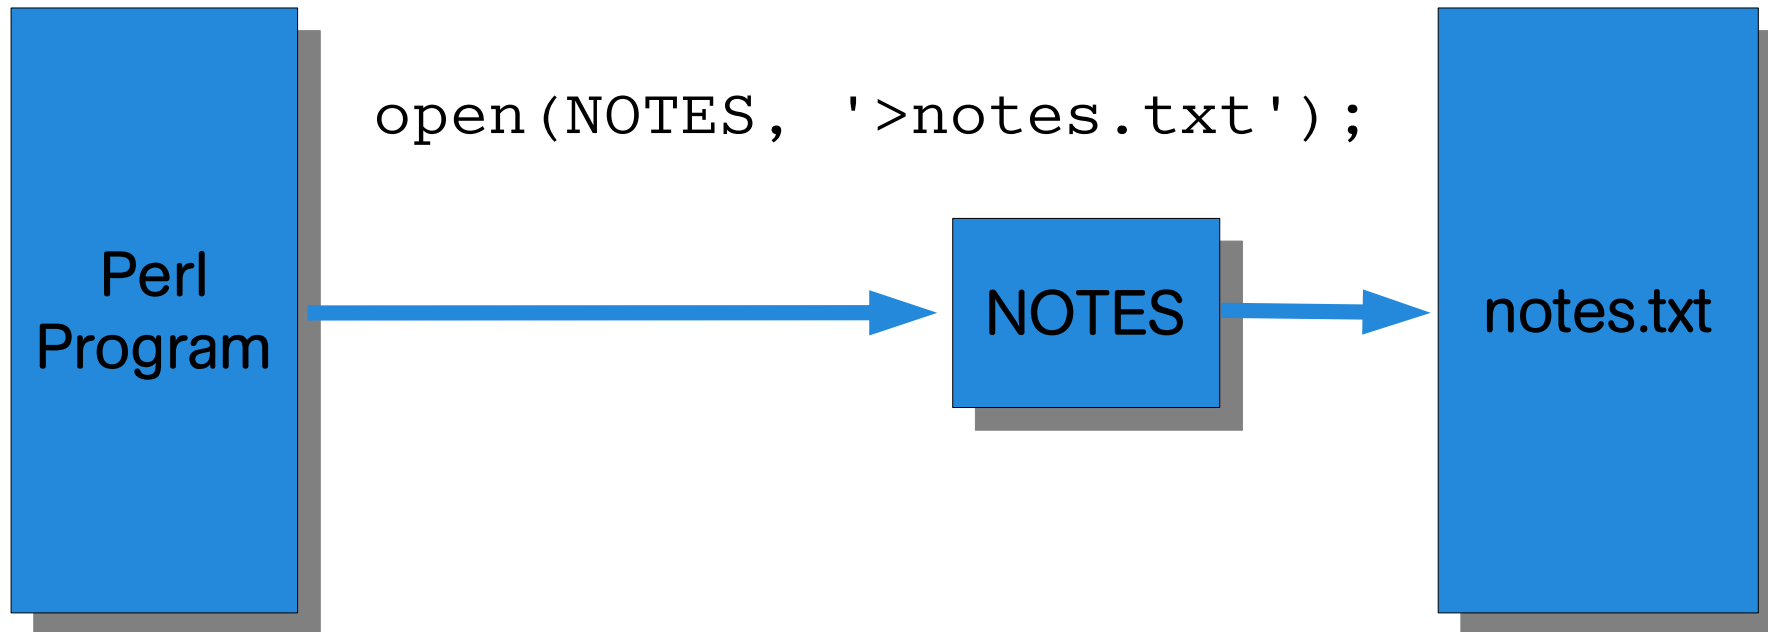 open(NOTES, '>notes.txt');
Perl
Program
NOTES
notes.txt